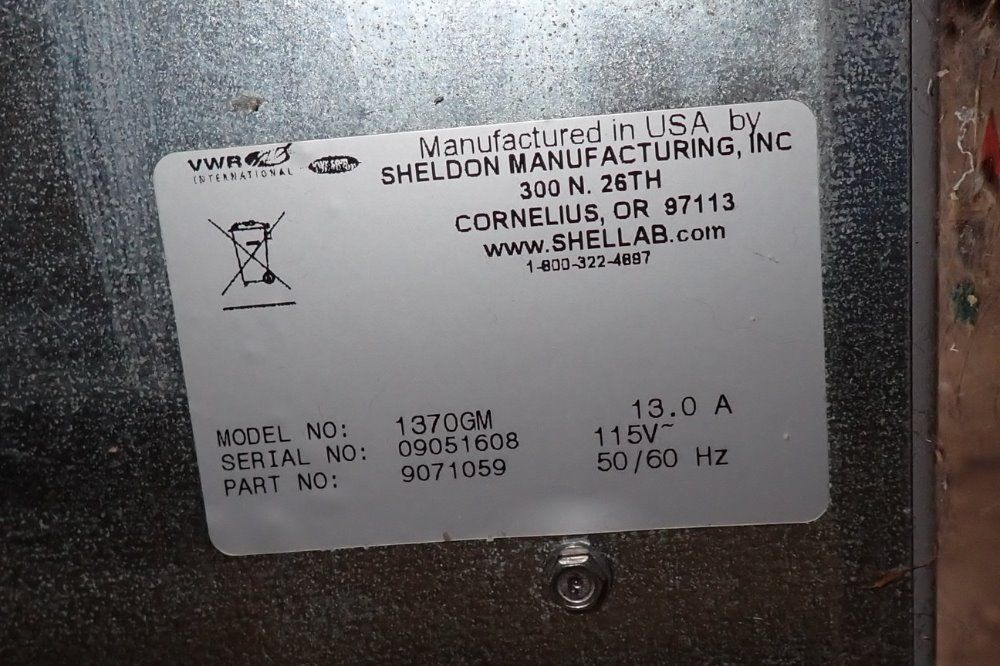 VWR
INTERNATIONAL
Manufactured in USA by
SHELDON MANUFACTURING, INC
300 N. 26TH
CORNELIUS, OR 97113
www.SHELLAB.com
1-800-322-4897
MODEL NO: 1370GM 13.0 A
SERIAL NO: 09051608 115V~
PART NO: 9071059 50/60 Hz